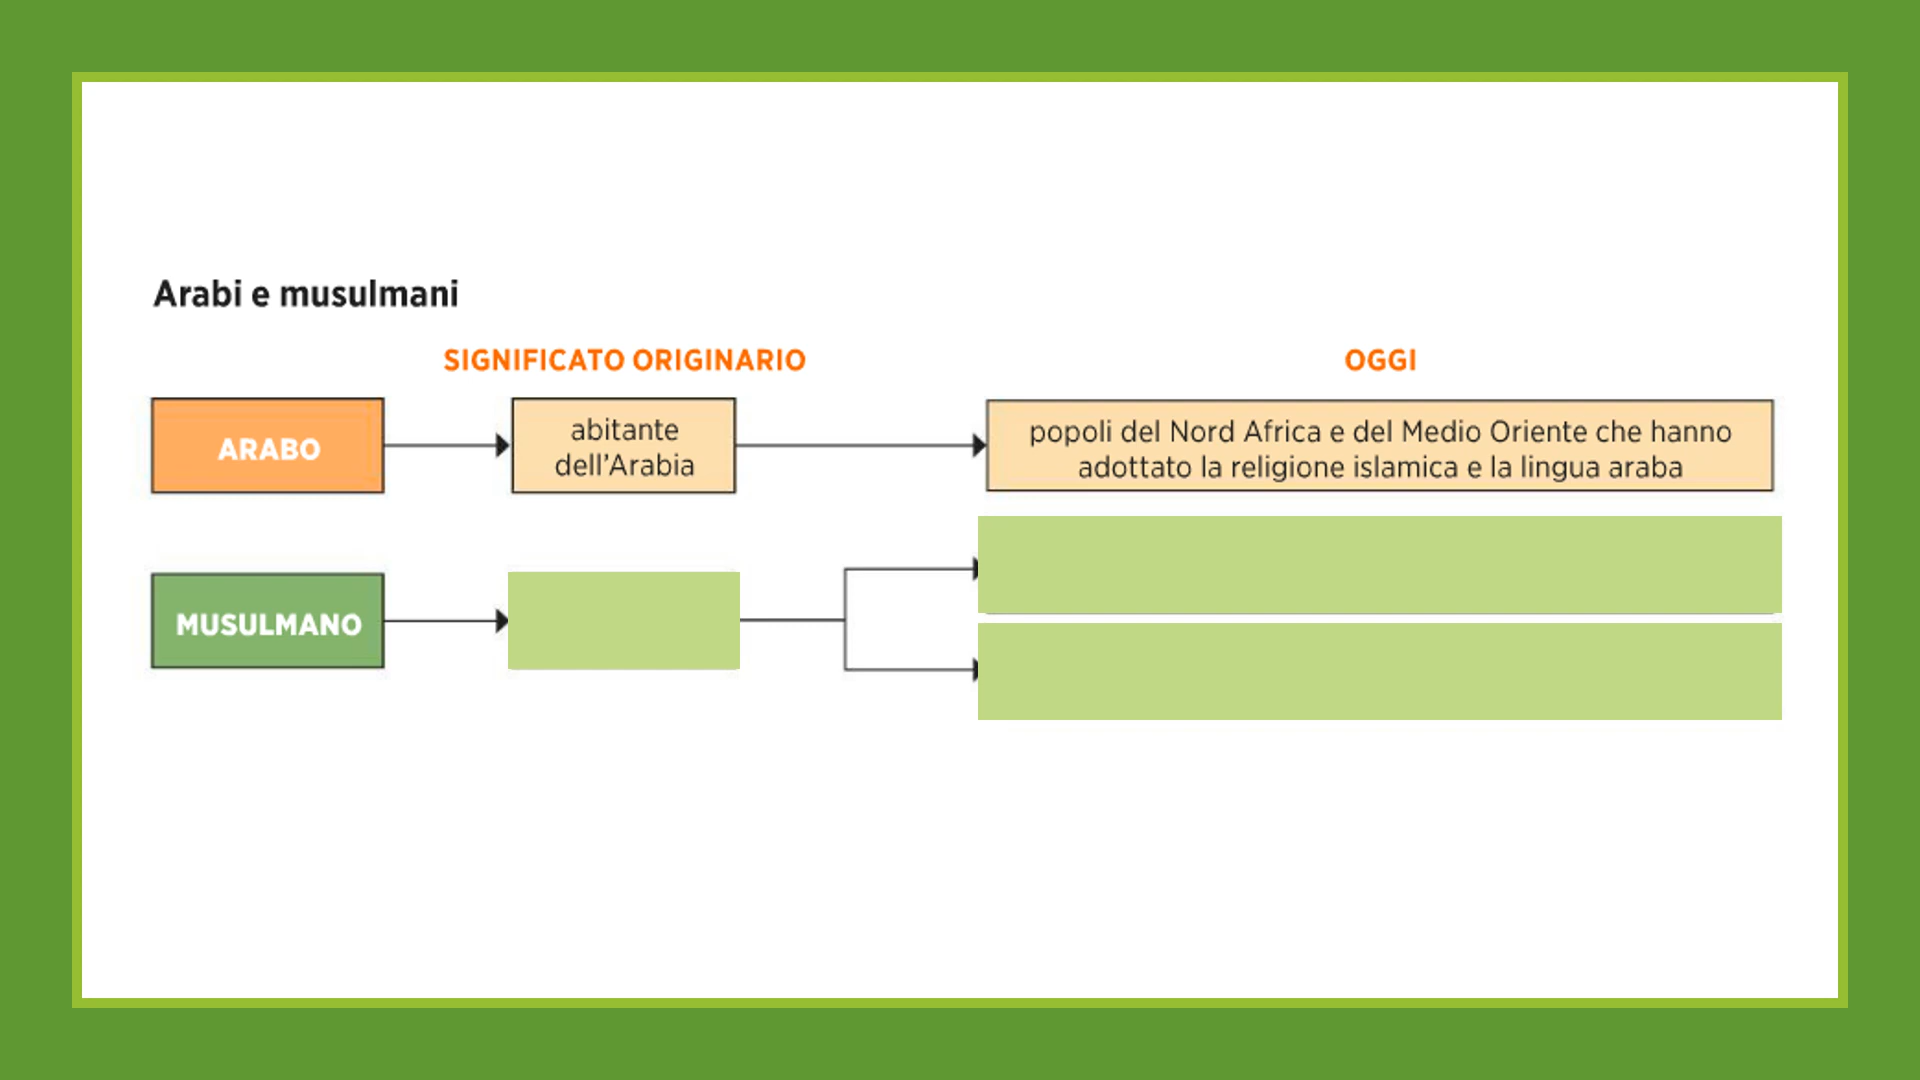 Arabi e musulmani
SIGNIFICATO ORIGINARIO
OGGI
ARABO
abitante
dell’Arabia
popoli del Nord Africa e del Medio Oriente che hanno
adottato la religione islamica e la lingua araba
MUSULMANO